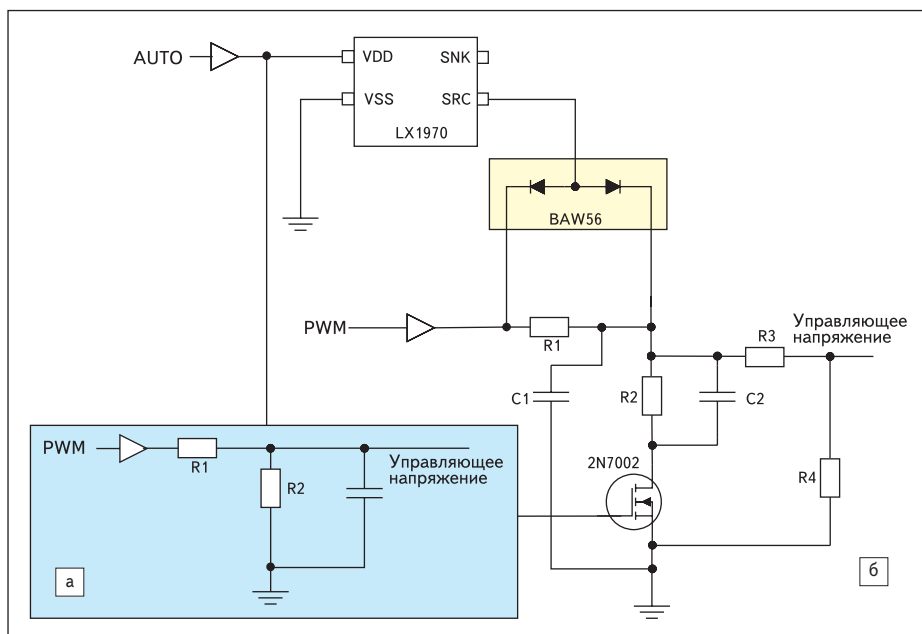 AUTO
VDD
SNK
VSS
SRC
LX1970
BAW56
PWM
R1
Управляющее
напряжение
R3
C1
R2
C2
2N7002
R4
PWM
R1
Управляющее
напряжение
R2
а
б